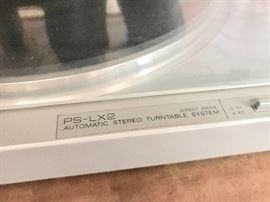 PS-LX2
DIRECT DRIVE
AUTOMATIC STEREO TURNTABLE SYSTEM